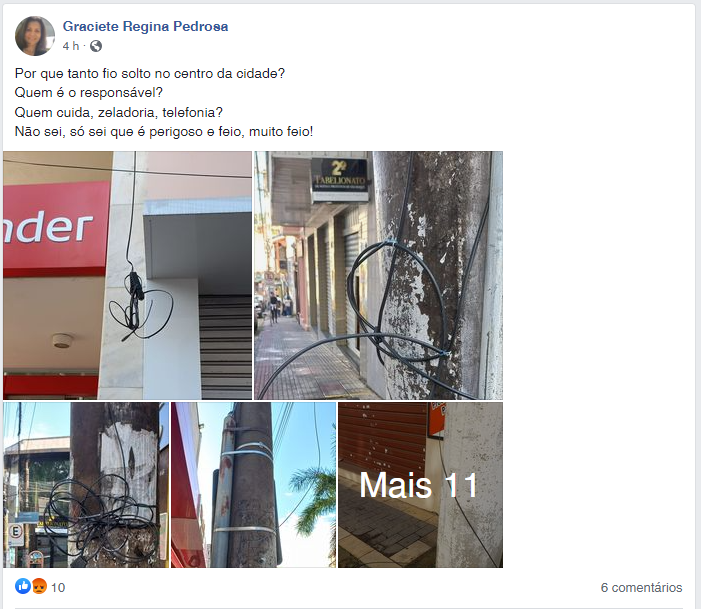 Graciete Regina Pedrosa
4 h ·
Por que tanto fio solto no centro da cidade?
Quem é o responsável?
Quem cuida, zeladoria, telefonia?
Não sei, só sei que é perigoso e feio, muito feio!
nder
2º
TABELIONATO
E
Mais 11
10
6 comentários